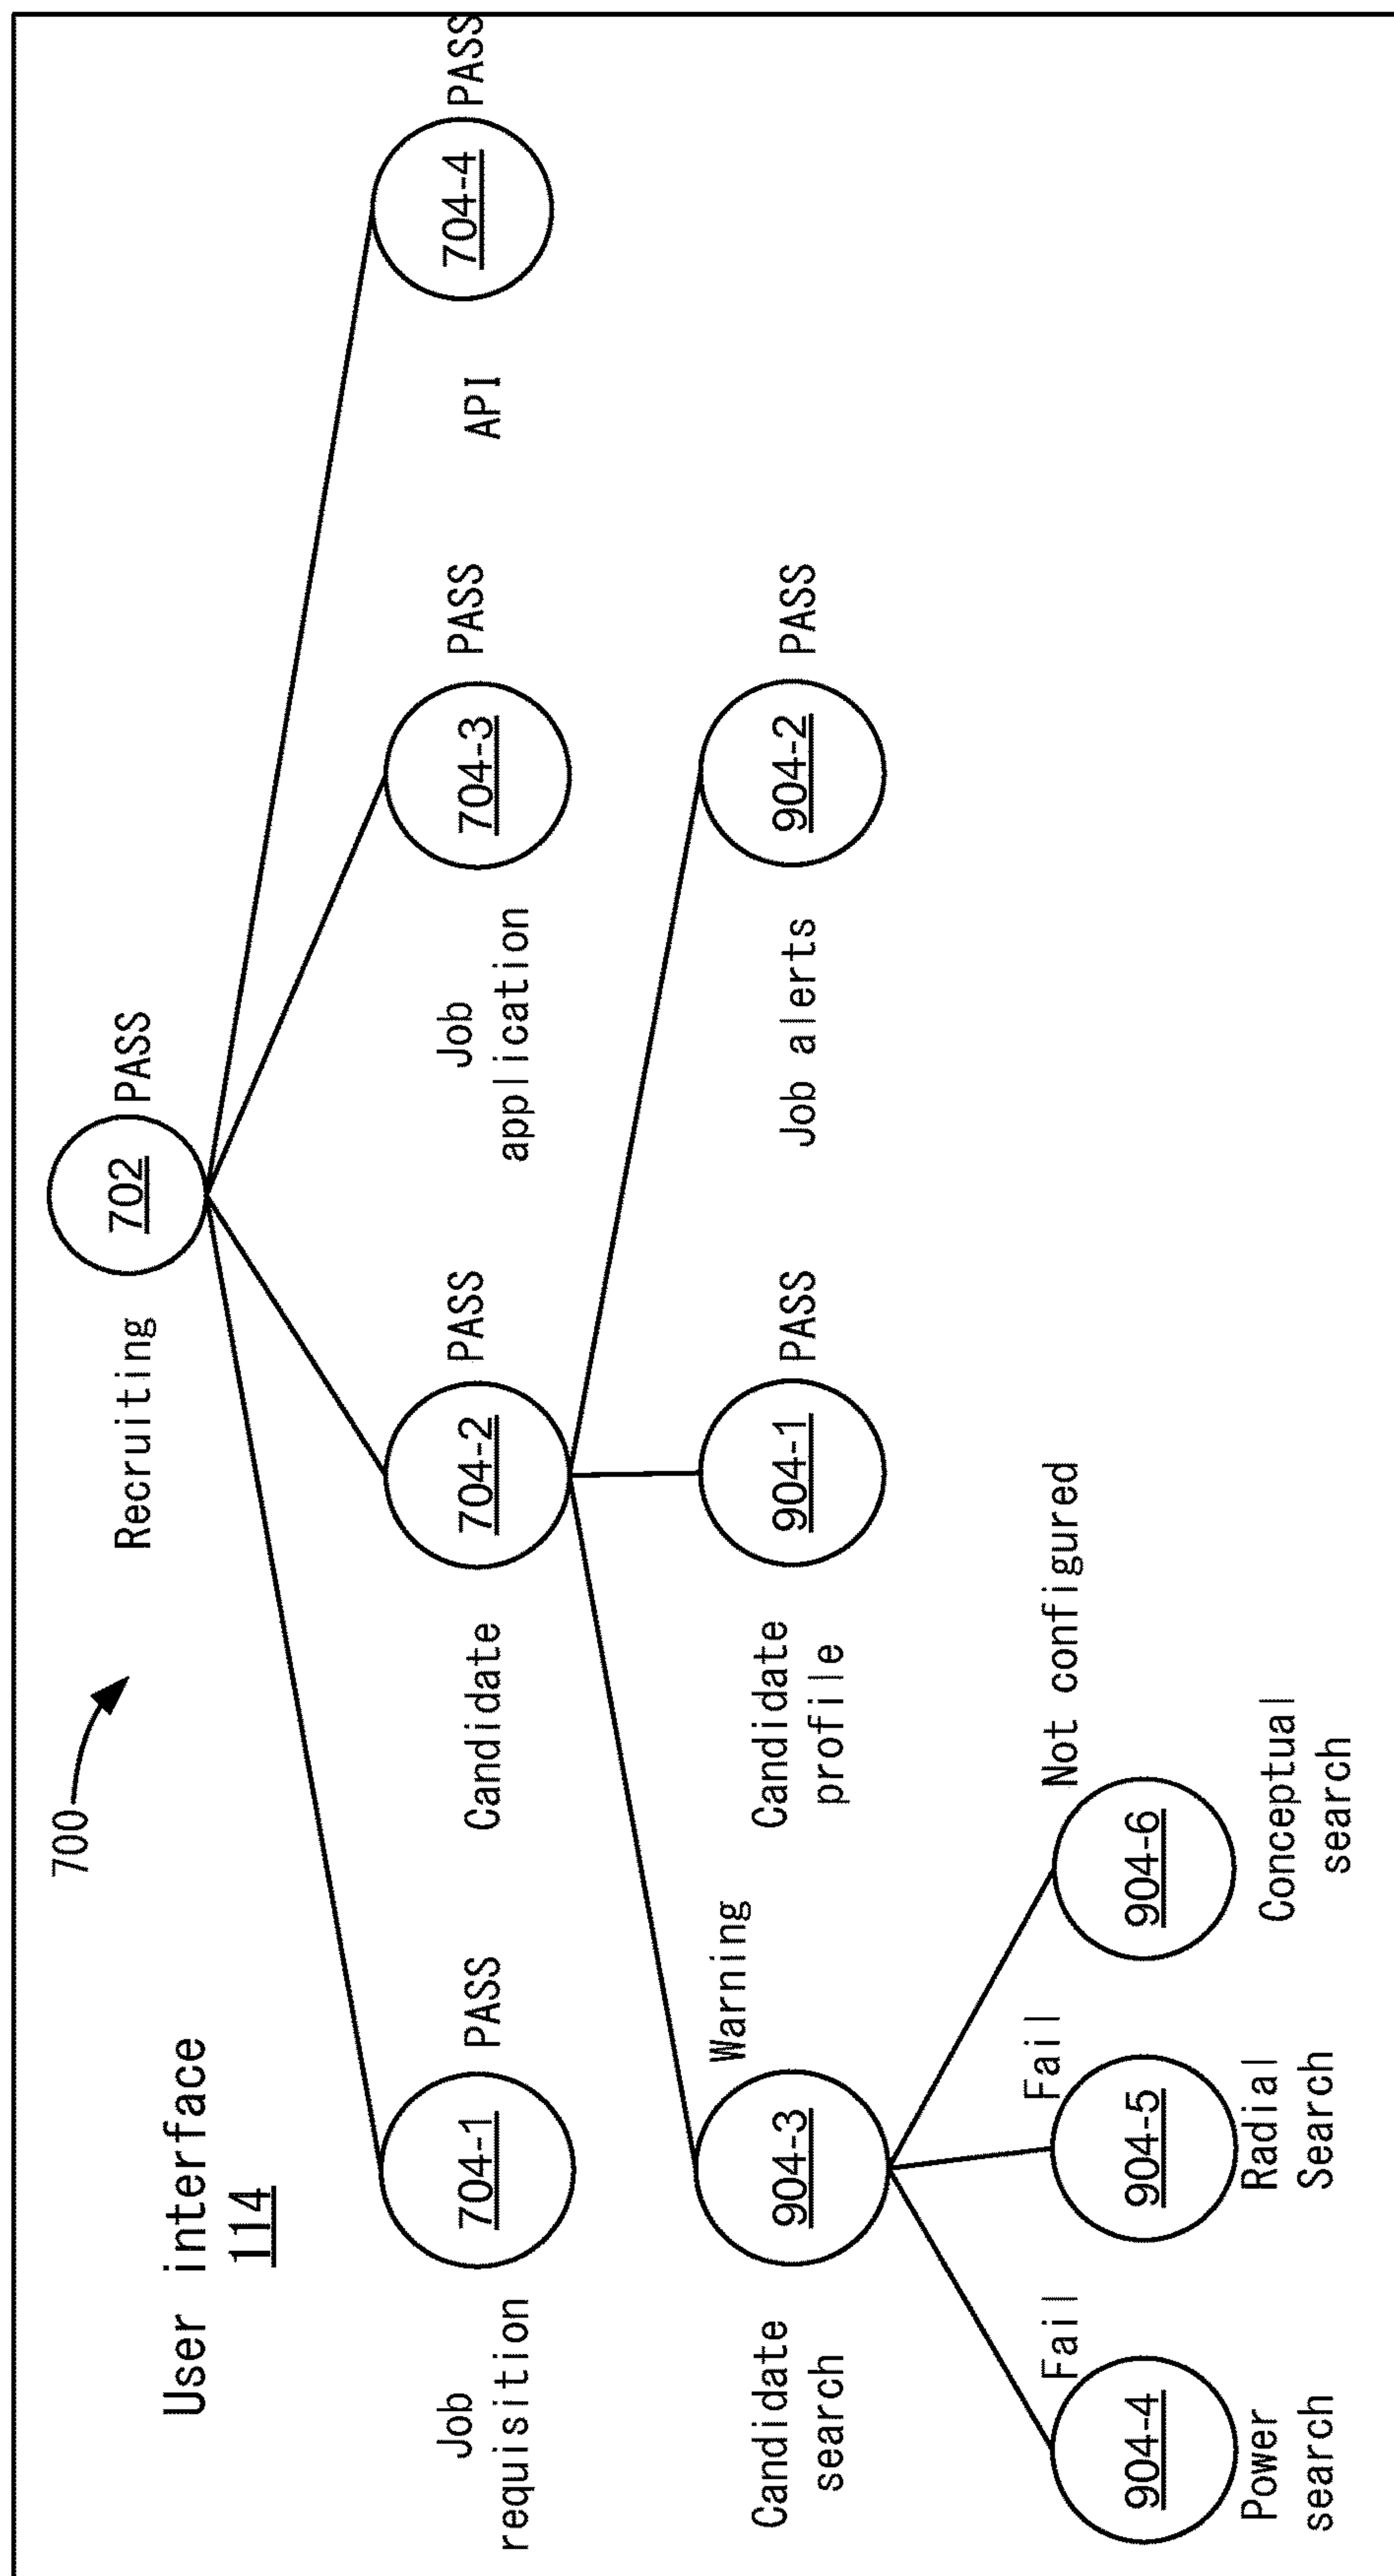 User interface
114
700
Recruiting
702
PASS
Job
requisition
704-1
PASS
Candidate
704-2
PASS
Job
application
704-3
PASS
API
704-4
PASS
Candidate
search
904-3
Warning
Candidate
profile
904-1
PASS
Job alerts
904-2
PASS
904-4
Fail
Power
search
904-5
Fail
Radial
Search
904-6
Not configured
Conceptual
search